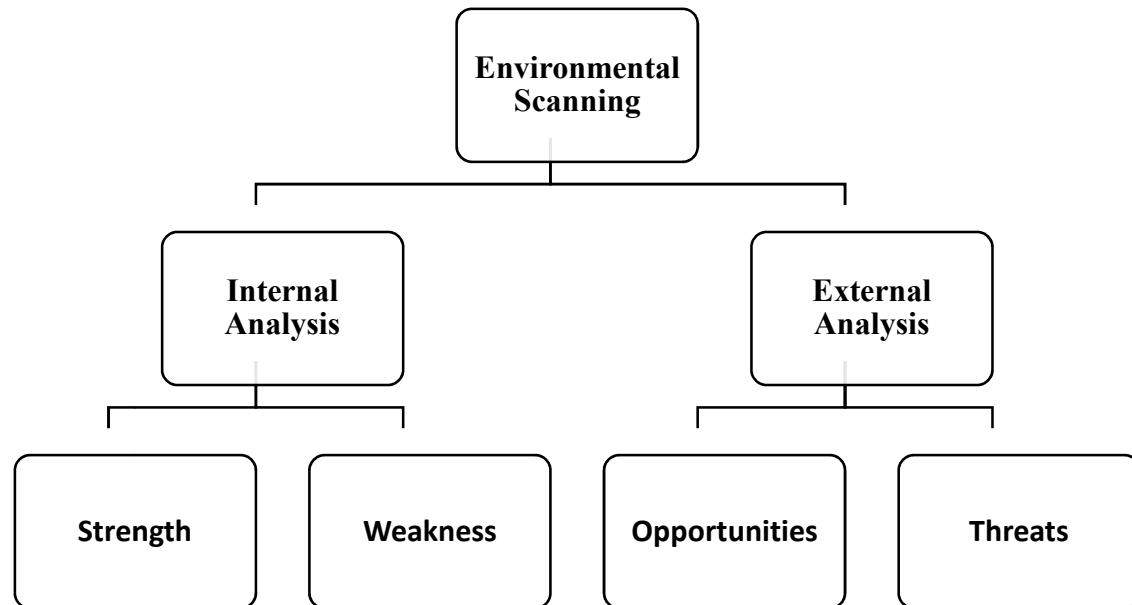 Environmental
Scanning
Internal
Analysis
External
Analysis
Strength
Weakness
Opportunities
Threats